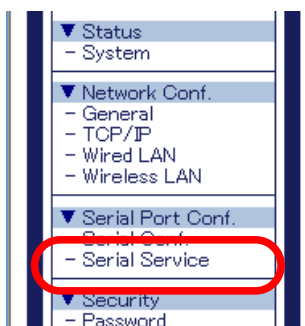 ▼ Status
- System
▼ Network Conf.
- General
- TCP/IP
- Wired LAN
- Wireless LAN
▼ Serial Port Conf.
- Serial Conf.
- Serial Service
▼ Security
- Password